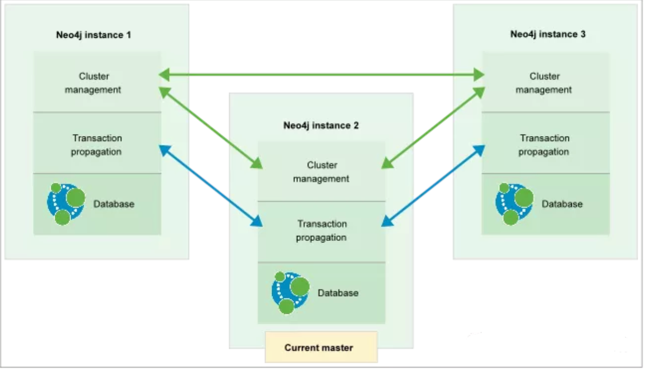 Neo4j instance 1
Cluster
management
Transaction
propagation
Database
Neo4j instance 2
Cluster
management
Transaction
propagation
Database
Current master
Neo4j instance 3
Cluster
management
Transaction
propagation
Database